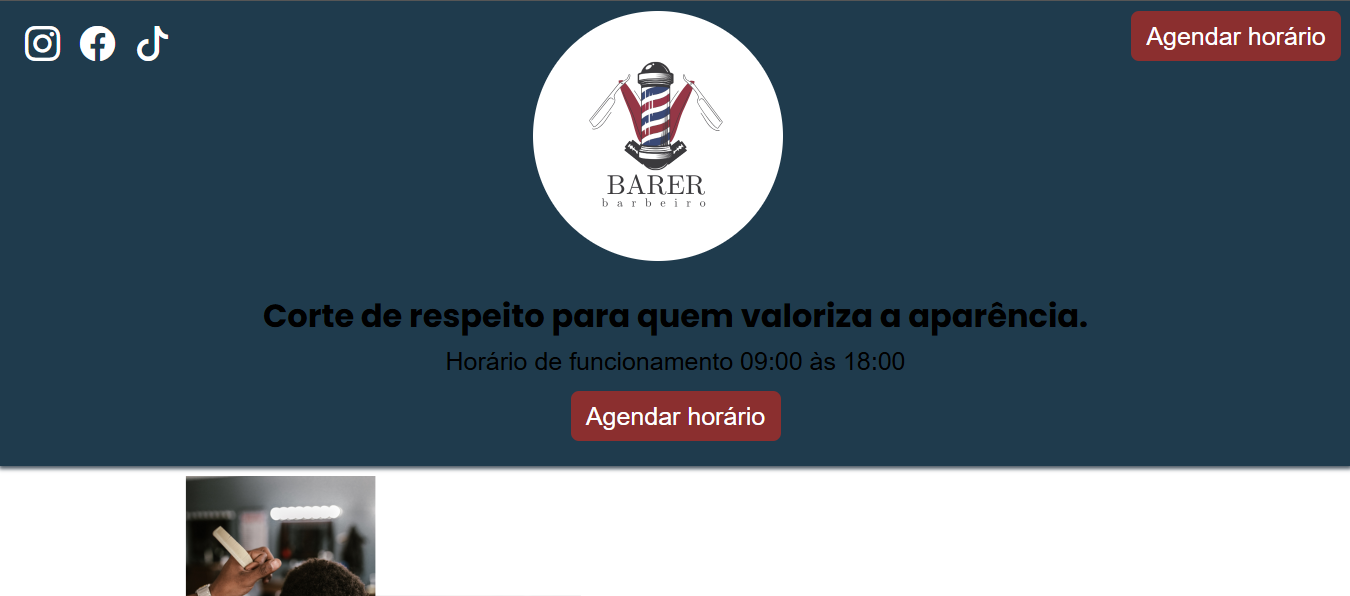 Agendar horário
BARER
barbeiro
Corte de respeito para quem valoriza a aparência.
Horário de funcionamento 09:00 às 18:00
Agendar horário